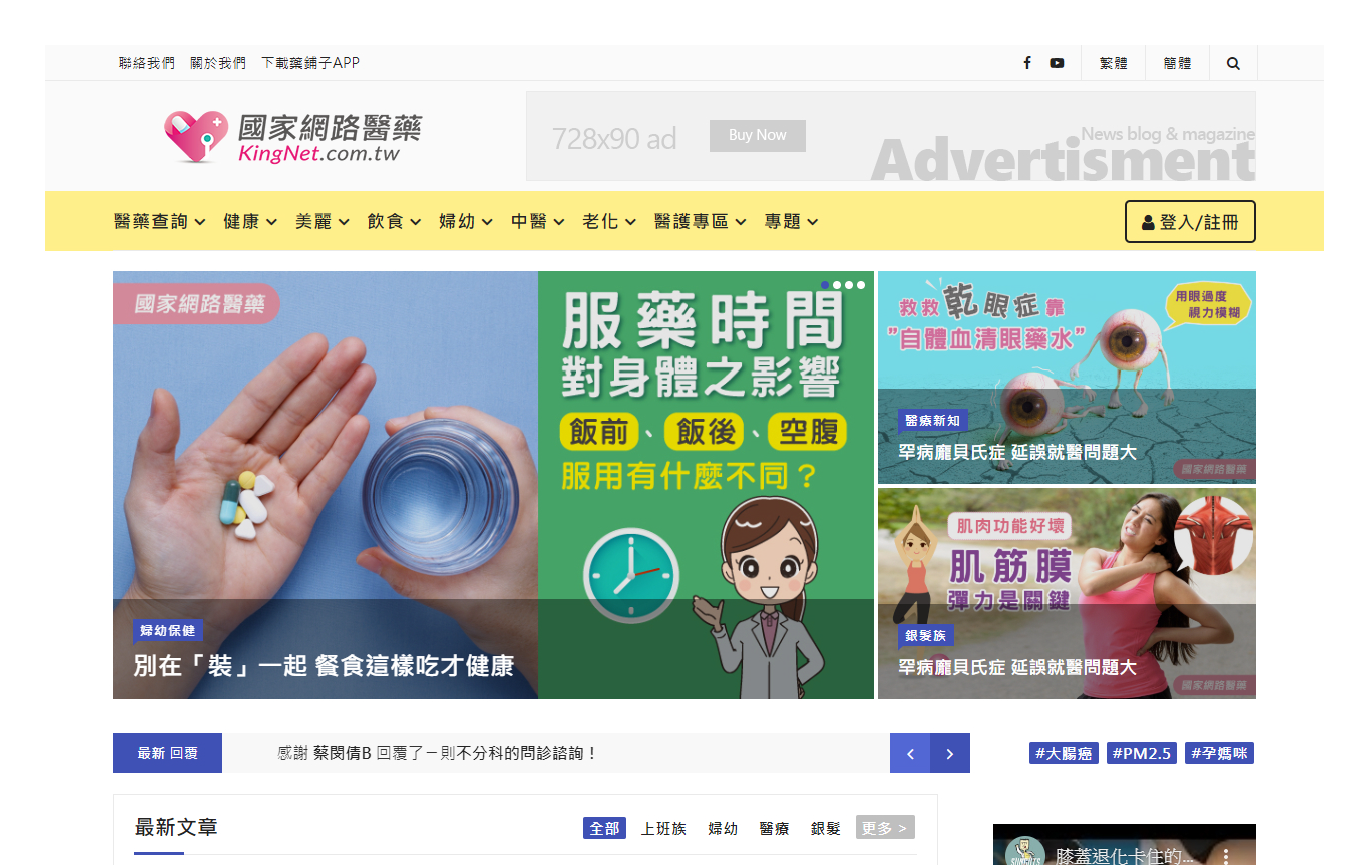 聯絡我們 關於我們 下載藥鋪子APP
繁體 簡體
國家網路醫藥
KingNet.com.tw
728x90 ad
Buy Now
News blog & magazine
Advertisment
醫藥查詢 健康 美麗 飲食 婦幼 中醫 老化 醫護專區 專題
登入/註冊
國家網路醫藥
服藥時間
對身體之影響
飯前、飯後、空腹
服用有什麼不同？
婦幼保健
別在「裝」一起 餐食這樣吃才健康
救救乾眼症靠
"自體血清眼藥水"
用眼過度
視力模糊
醫療新知
罕病龐貝氏症 延誤就醫問題大
國家網路醫藥
肌肉功能好壞
肌筋膜
彈力是關鍵
銀髮族
罕病龐貝氏症 延誤就醫問題大
國家網路醫藥
最新 回覆
感謝 蔡閔倩B 回覆了一則不分科的問診諮詢！
#大腸癌 #PM2.5 #孕媽咪
最新文章
全部 上班族 婦幼 醫療 銀髮 更多 >
膝蓋退化卡住的...